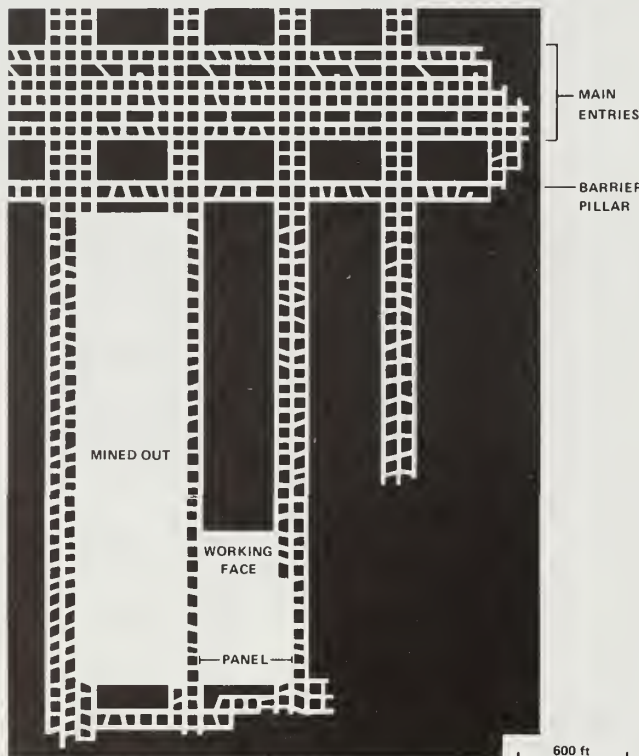 MAIN
ENTRIES
BARRIER
PILLAR
MINED OUT
WORKING
FACE
PANEL
600 ft